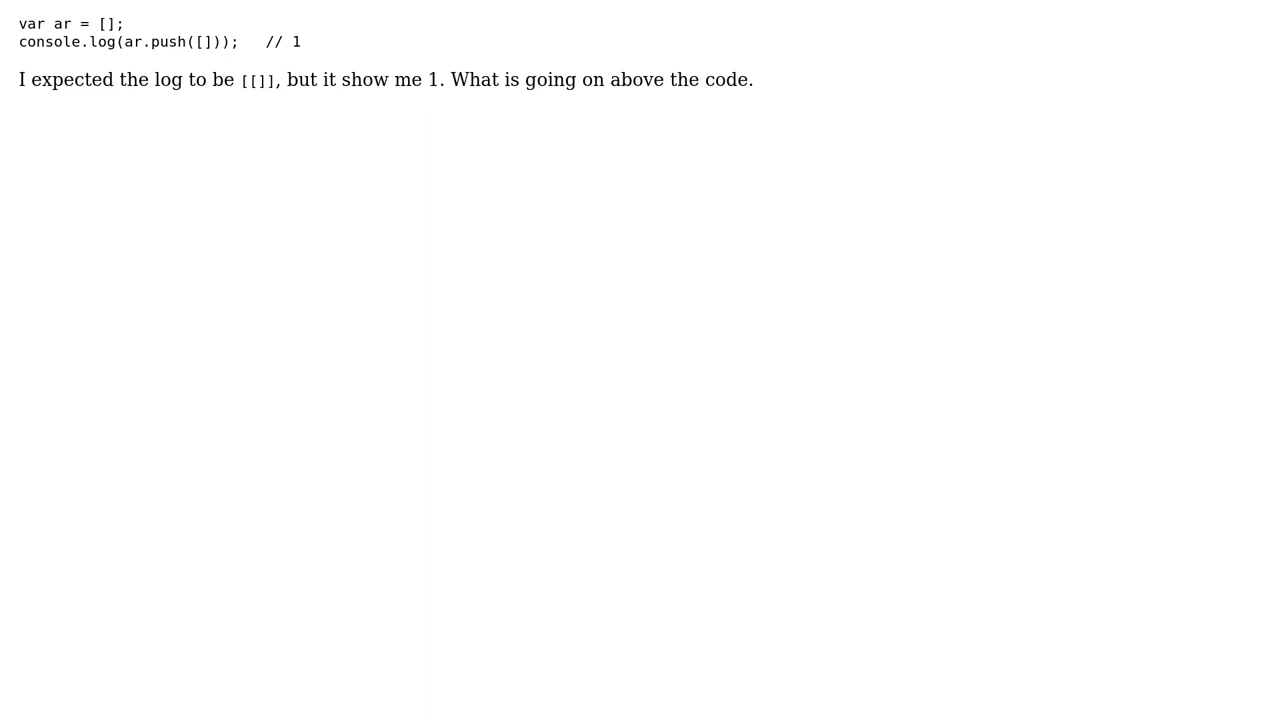 var ar = [];
console.log(ar.push([]));   // 1
I expected the log to be [[]], but it show me 1. What is going on above the code.